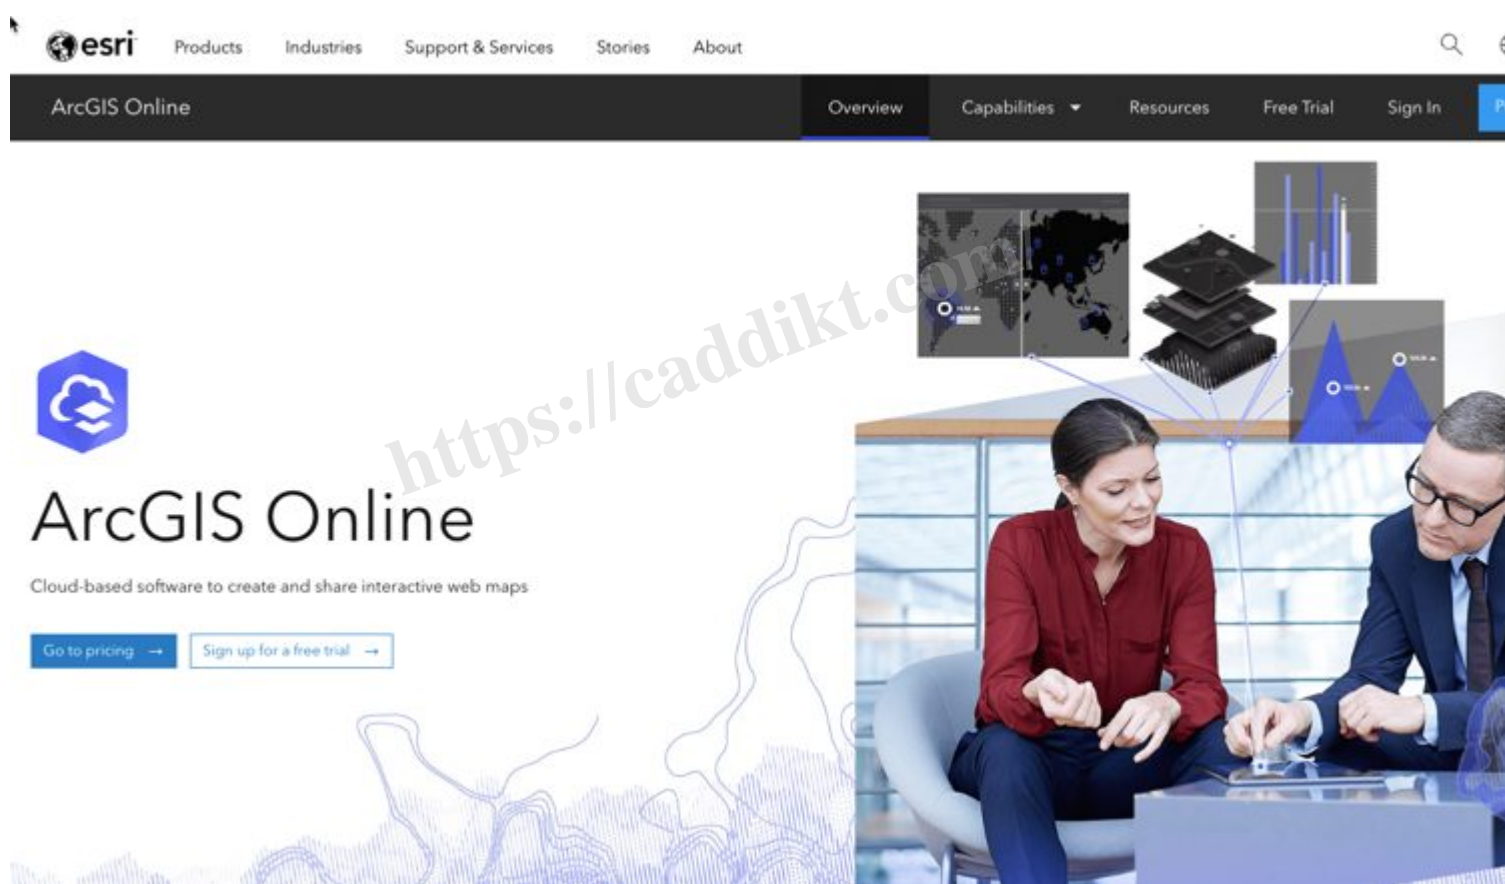 esri
Products
Industries
Support & Services
Stories
About
ArcGIS Online
Overview
Capabilities
Resources
Free Trial
Sign In
https://caddikt.com/
ArcGIS Online
Cloud-based software to create and share interactive web maps
Go to pricing →
Sign up for a free trial →